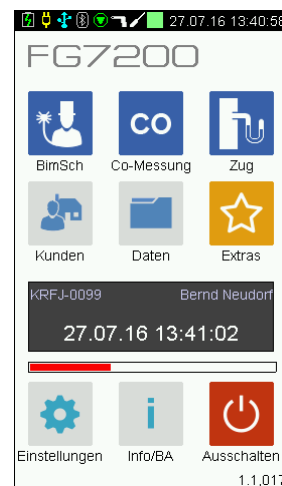 27.07.16 13:40:58
FG7200
CO
BimSch Co-Messung Zug
Kunden Daten Extras
KRFJ-0099 Bernd Neudorf
27.07.16 13:41:02
i
Einstellungen Info/BA Ausschalten
1.1,017